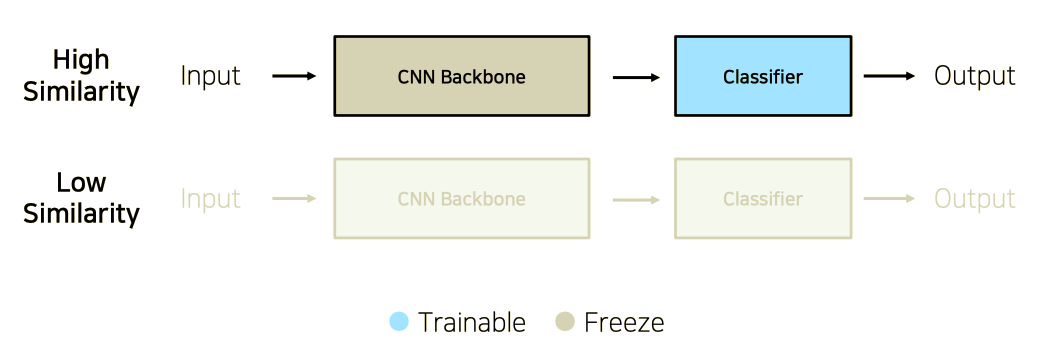 High
Similarity
Input
CNN Backbone
Classifier
Output
Low
Similarity
Input
CNN Backbone
Classifier
Output
Trainable
Freeze